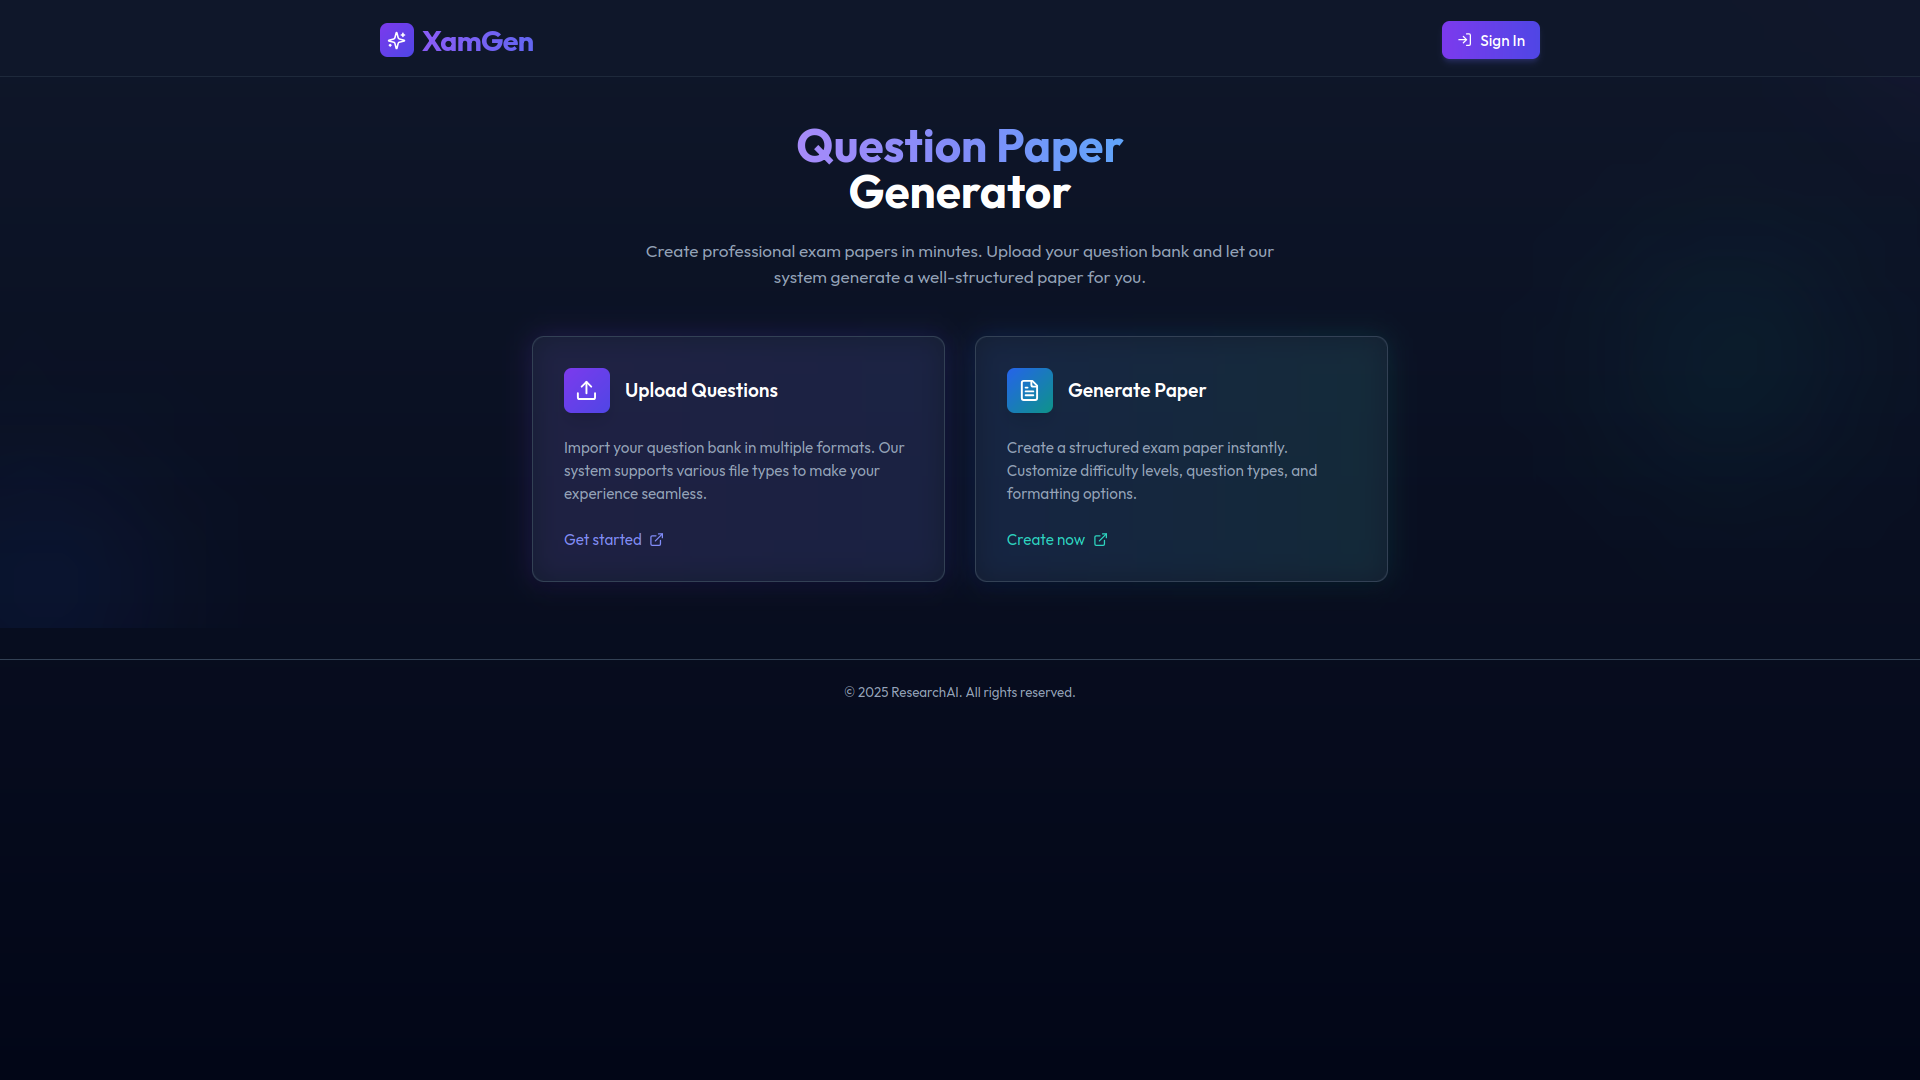 XamGen
Sign In
Question Paper
Generator
Create professional exam papers in minutes. Upload your question bank and let our
system generate a well-structured paper for you.
Upload Questions
Import your question bank in multiple formats. Our
system supports various file types to make your
experience seamless.
Get started
Generate Paper
Create a structured exam paper instantly.
Customize difficulty levels, question types, and
formatting options.
Create now
© 2025 ResearchAI. All rights reserved.